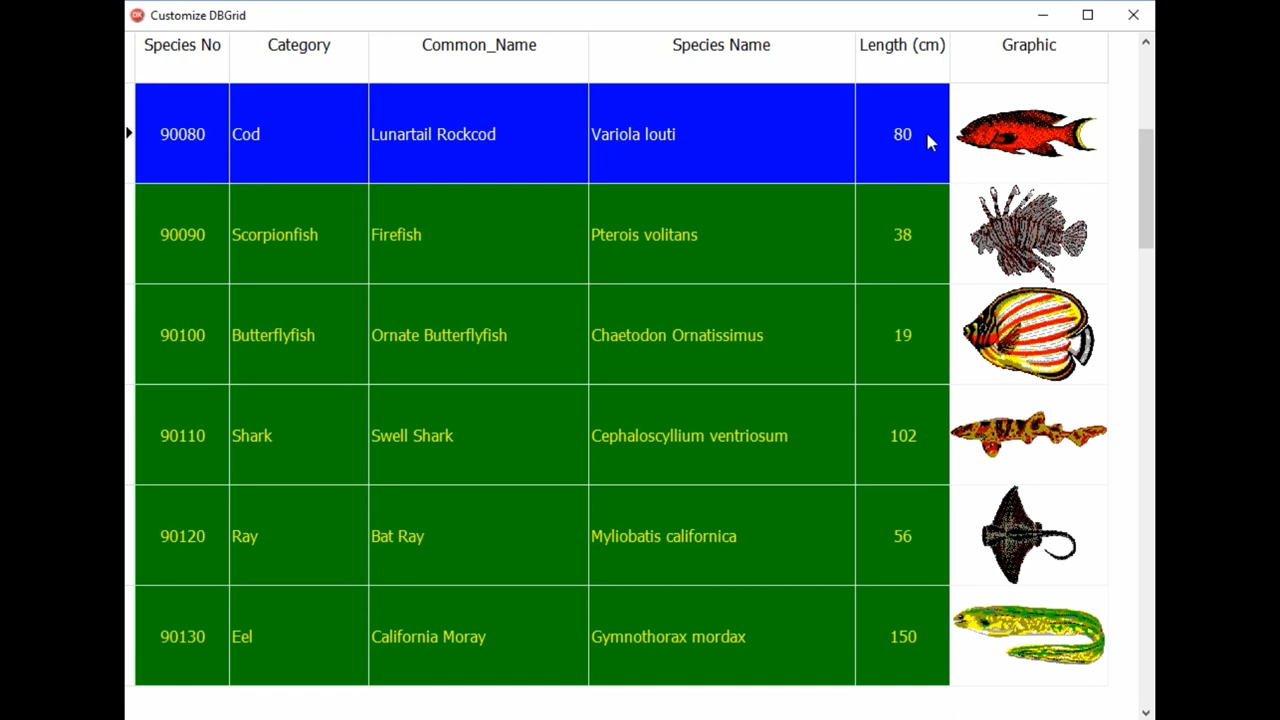 Customize DBGrid
Species No Category Common_Name Species Name Length (cm) Graphic
90080 Cod Lunartail Rockcod Variola louti 80
90090 Scorpionfish Firefish Pterois volitans 38
90100 Butterflyfish Ornate Butterflyfish Chaetodon Ornatissimus 19
90110 Shark Swell Shark Cephaloscyllium ventriosum 102
90120 Ray Bat Ray Myliobatis californica 56
90130 Eel California Moray Gymnothorax mordax 150